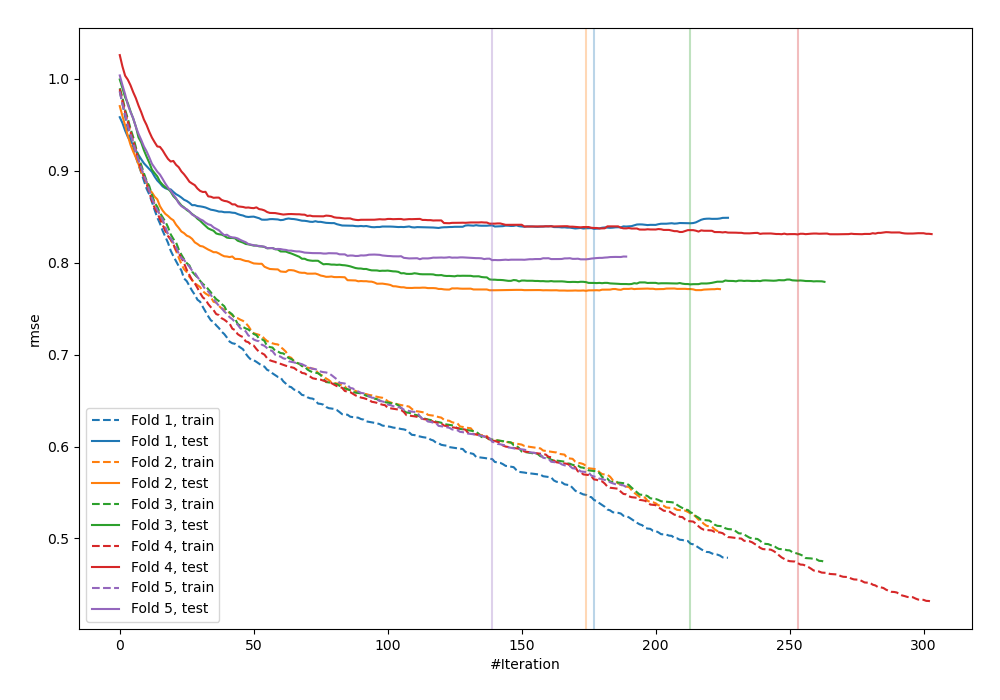 1.0
0.9
0.8
0.7
0.6
0.5
rmse
Fold 1, train
Fold 1, test
Fold 2, train
Fold 2, test
Fold 3, train
Fold 3, test
Fold 4, train
Fold 4, test
Fold 5, train
Fold 5, test
0 50 100 150 200 250 300
#Iteration